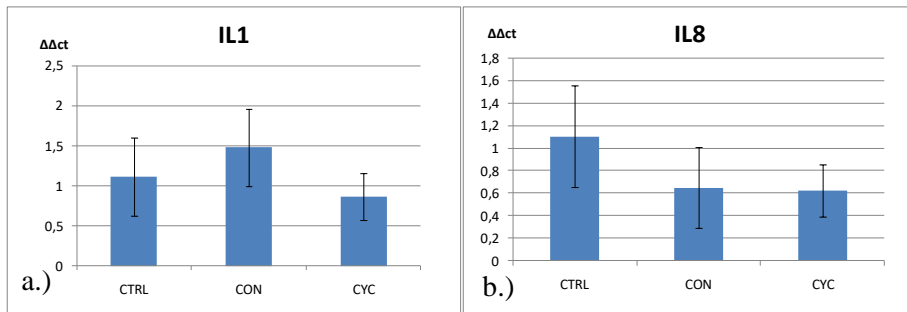 IL1
ΔΔct
2,5
2
1,5
1
0,5
0
CTRL CON CYC
a.)
IL8
ΔΔct
1,8
1,6
1,4
1,2
1
0,8
0,6
0,4
0,2
0
CTRL CON CYC
b.)